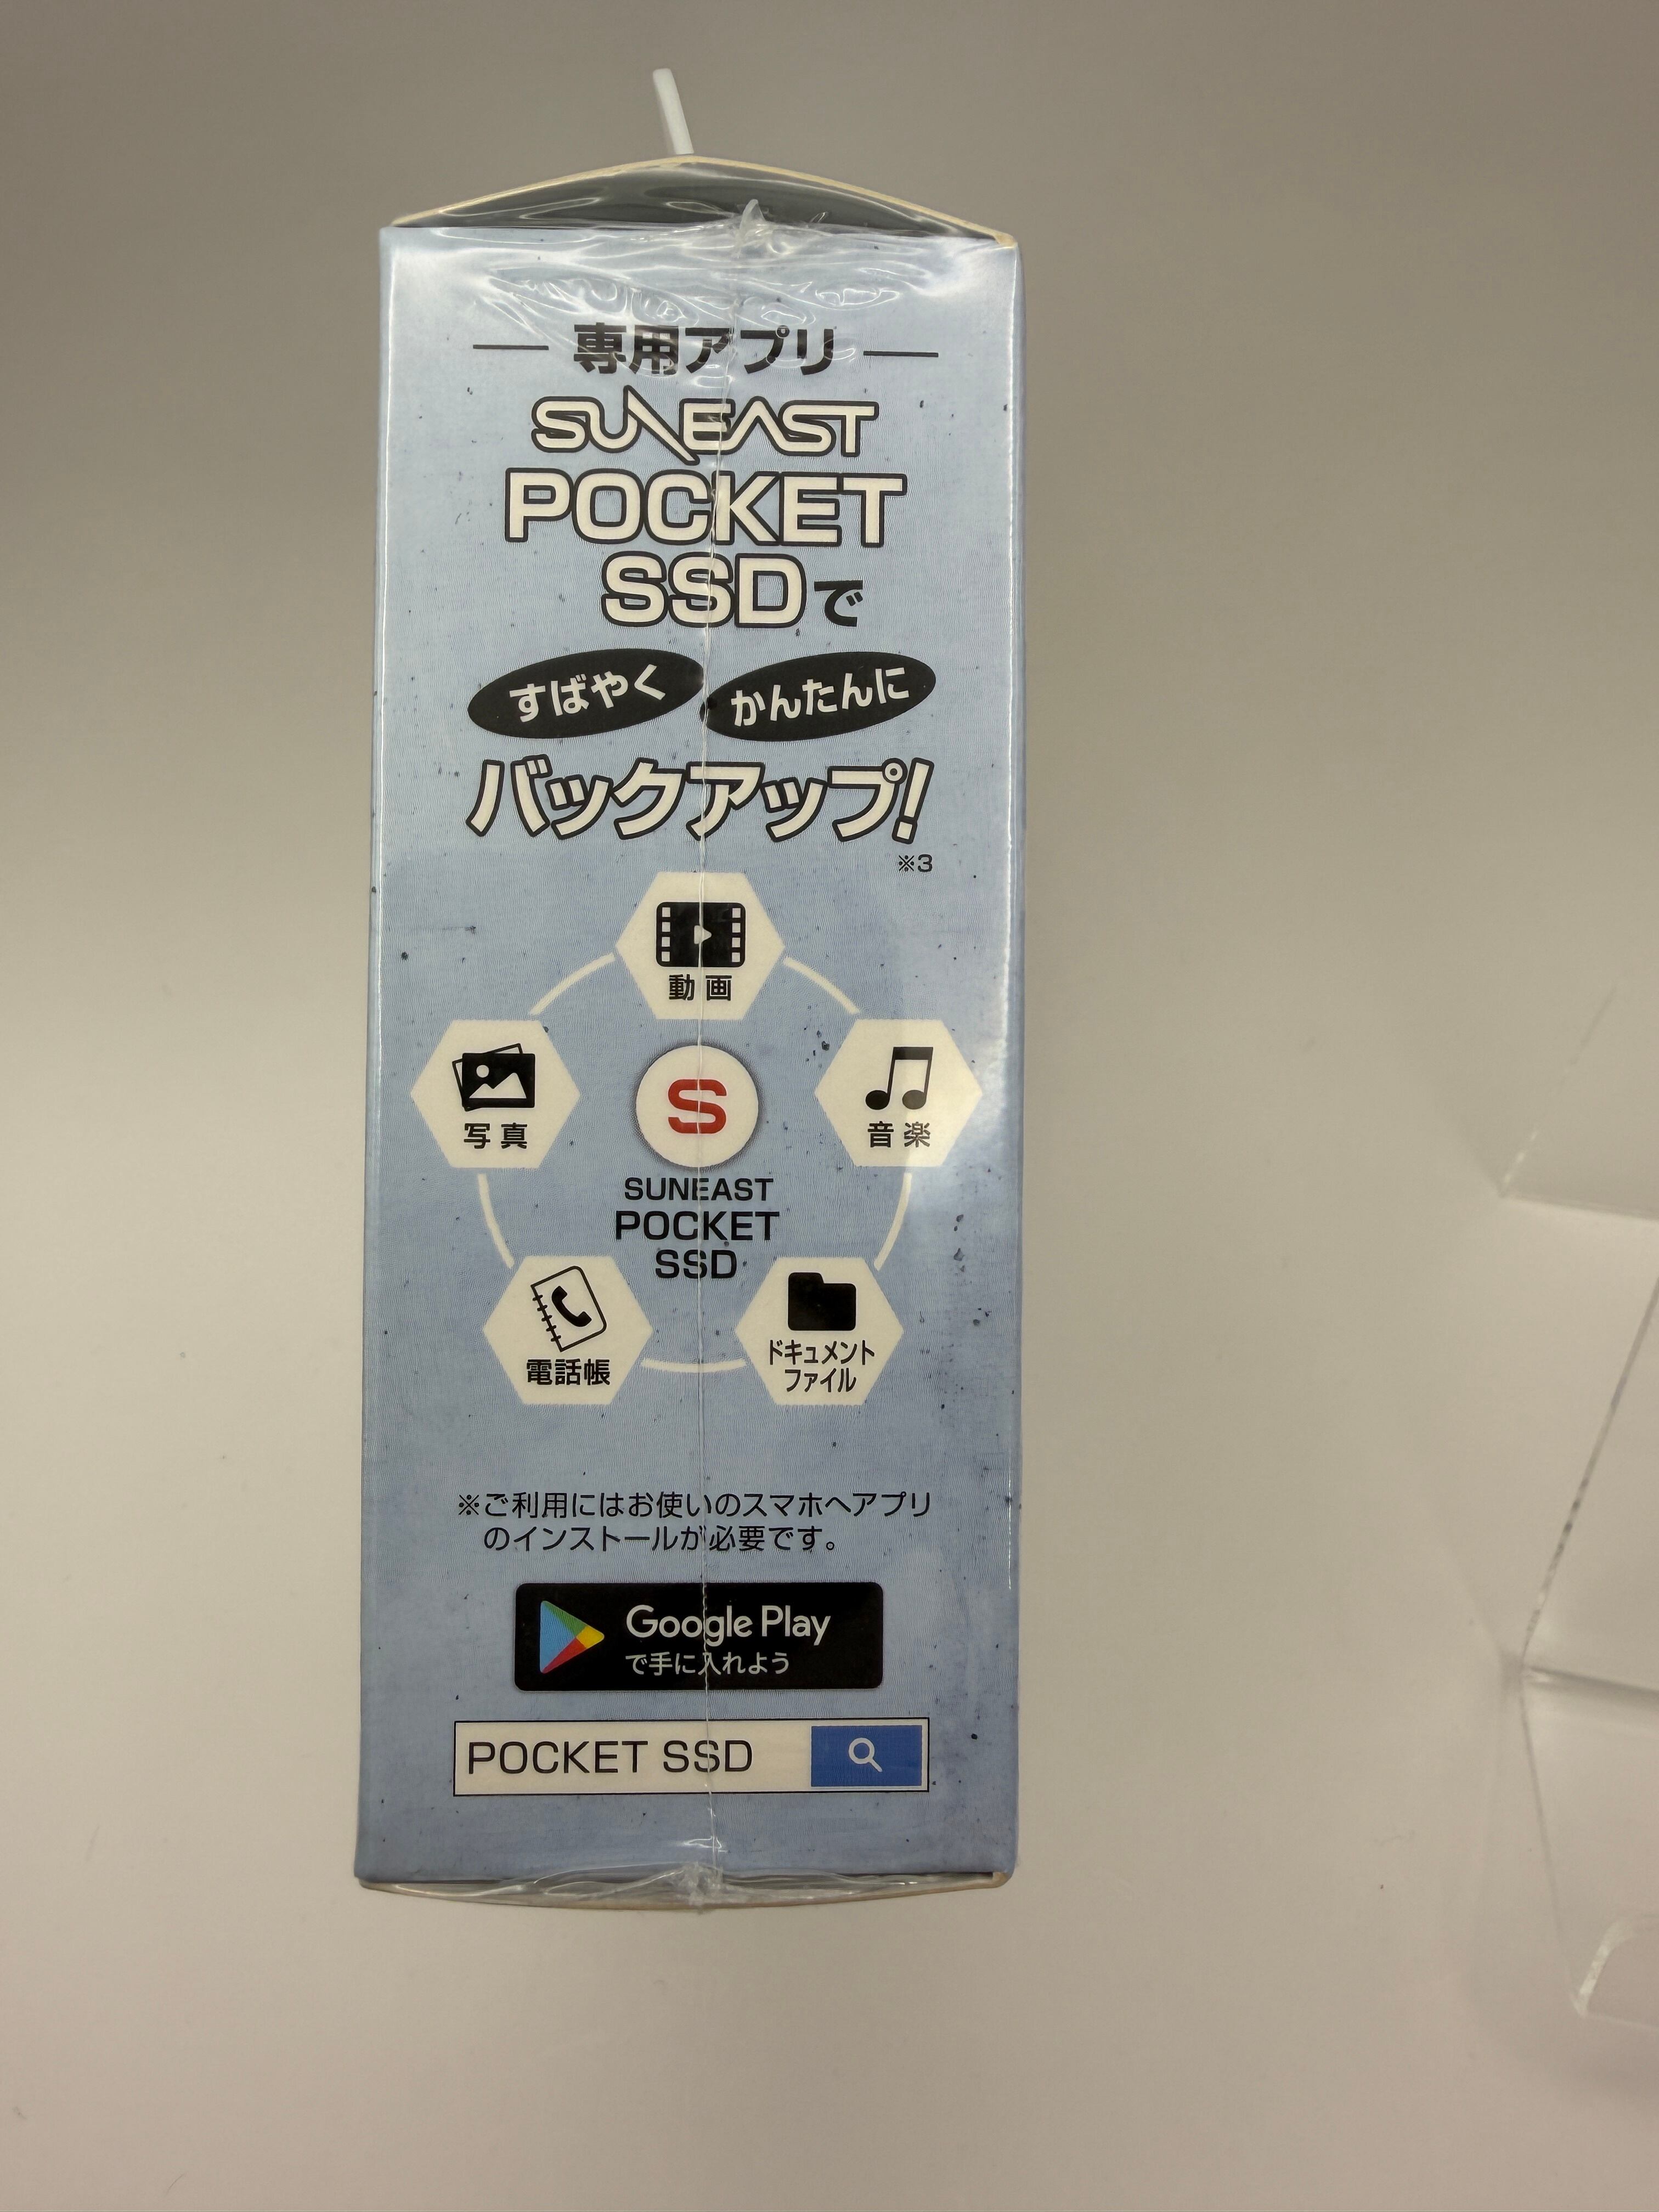 専用アプリ
SUNEAST
POCKET
SSDで
すばやく かんたんに
バックアップ!
※3
動画
写真
音楽
S
SUNEAST
POCKET
SSD
電話帳
ドキュメント
ファイル
※ご利用にはお使いのスマホへアプリ
のインストールが必要です。
Google Play
で手に入れよう
POCKET SSD